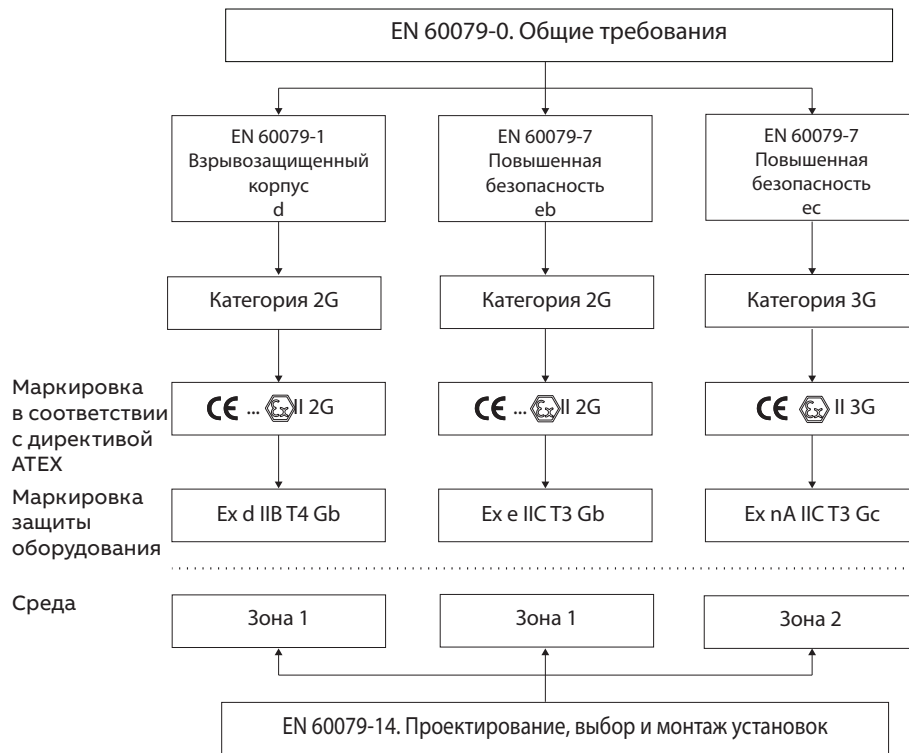 EN 60079-0. Общие требования
EN 60079-1
Взрывозащищенный
корпус
d
EN 60079-7
Повышенная
безопасность
eb
EN 60079-7
Повышенная
безопасность
ec
Категория 2G
Категория 2G
Категория 3G
Маркировка
в соответствии
с директивой
ATEX
CE ... Ex II 2G
CE ... Ex II 2G
CE Ex II 3G
Маркировка
защиты
оборудования
Ex d IIB T4 Gb
Ex e IIC T3 Gb
Ex nA IIC T3 Gc
Среда
Зона 1
Зона 1
Зона 2
EN 60079-14. Проектирование, выбор и монтаж установок